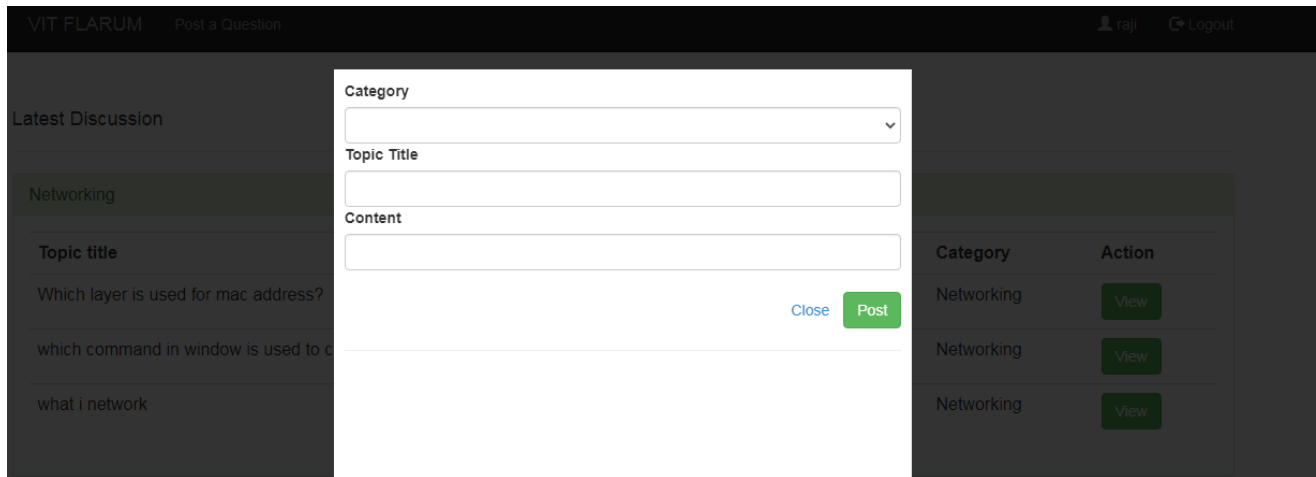 VIT FLARUM Post a Question raji Logout
Latest Discussion
Category
Topic Title
Content
Close Post
Networking
Topic title Category Action
Which layer is used for mac address? Networking View
which command in window is used to c Networking View
what i network Networking View